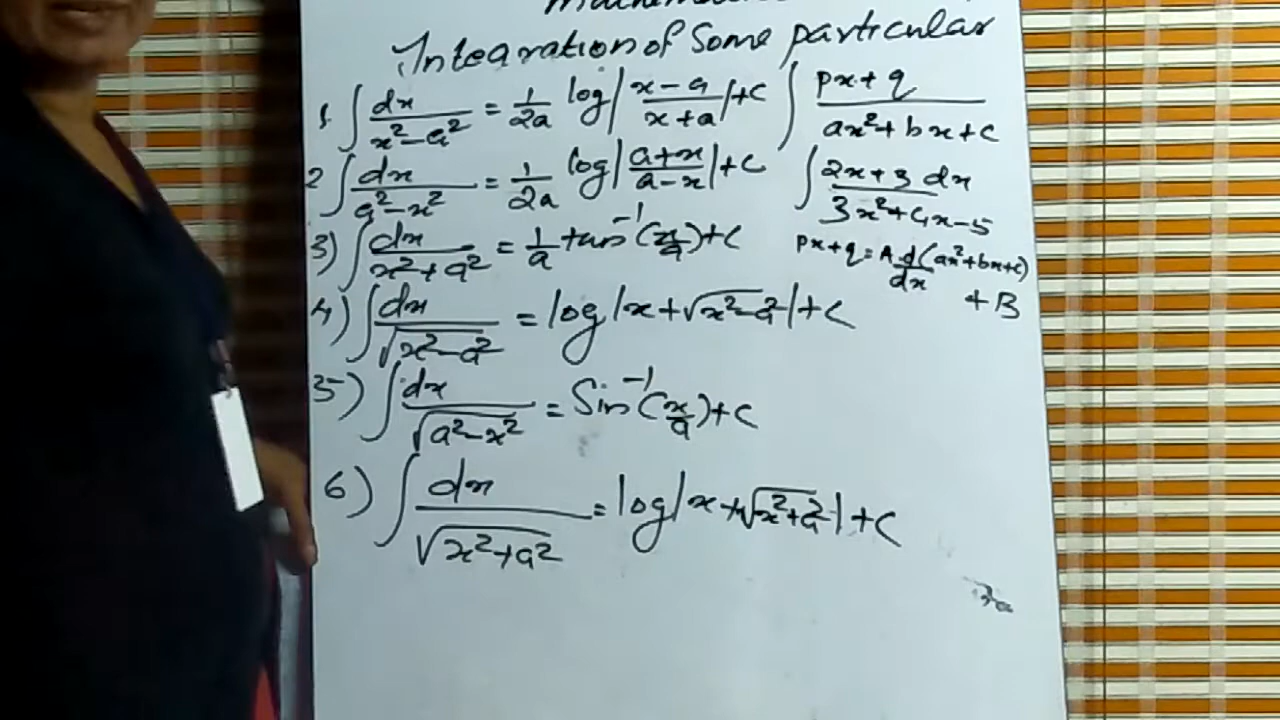 Integration of Some particular
1. ∫ dx / x² - a² = 1/2a log | x - a / x + a | + c
2 ∫ dx / a² - x² = 1/2a log | a + x / a - x | + c
3) ∫ dx / x² + a² = 1/a tan⁻¹ (x/a) + c
4) ∫ dx / √x² - a² = log | x + √x² - a² | + c
5) ∫ dx / √a² - x² = Sin⁻¹ (x/a) + c
6) ∫ dx / √x² + a² = log | x + √x² + a² | + c
∫ px + q / ax² + bx + c
∫ 2x + 3 dx / 3x² + 4x - 5
px + q = A d/dx (ax² + bx + c)
+ B